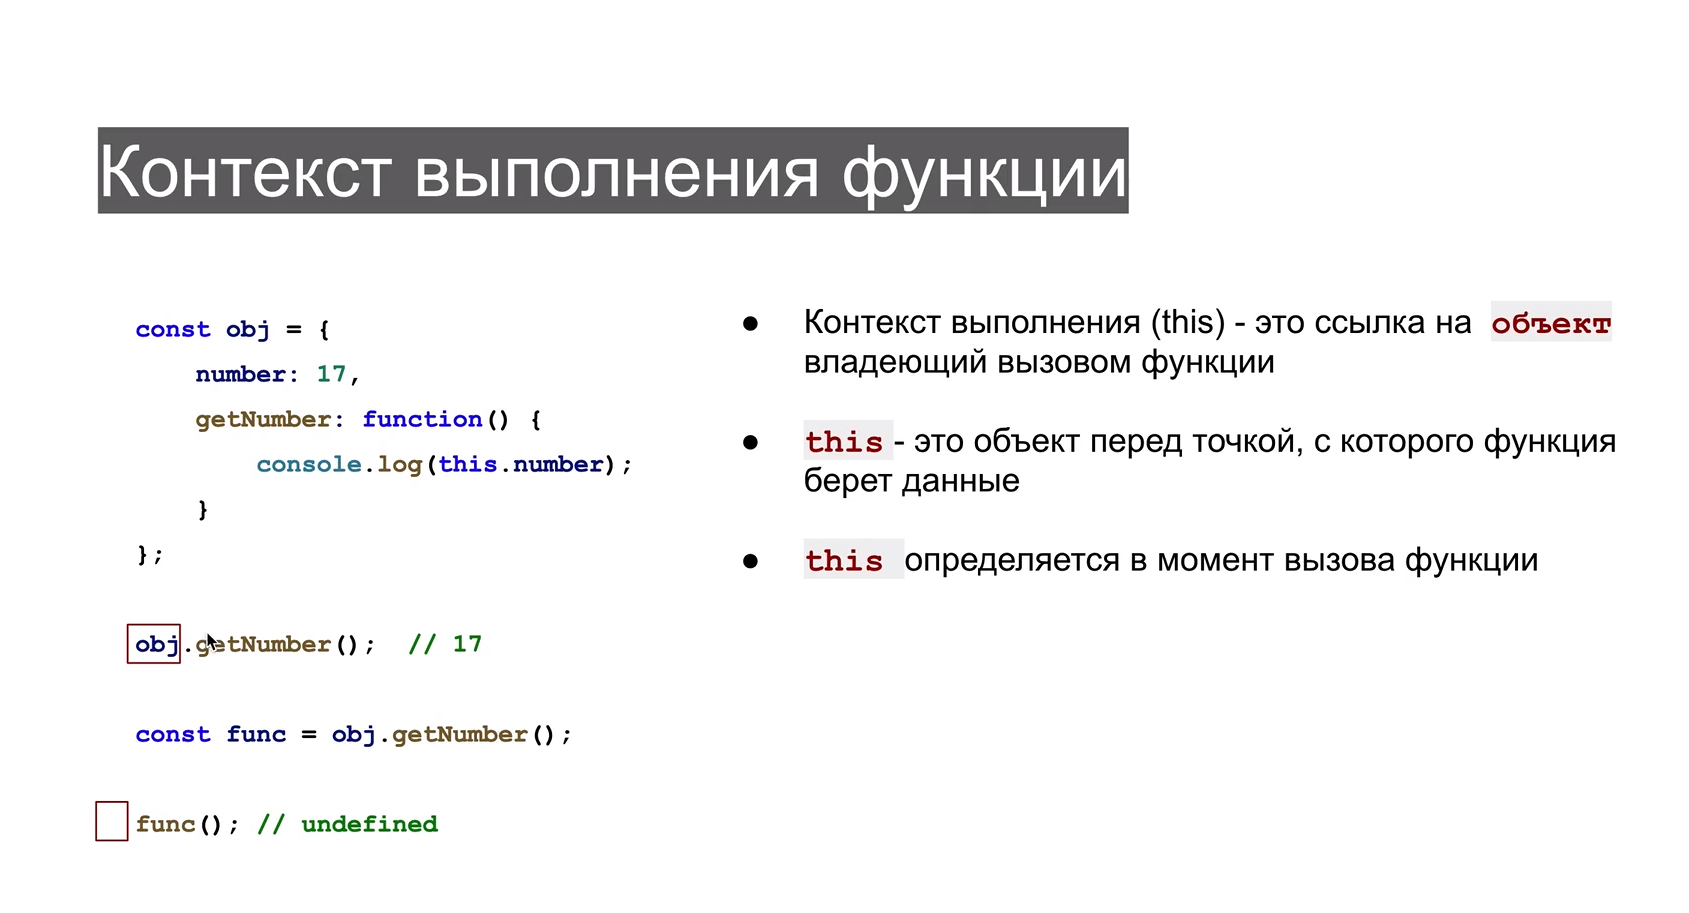 Контекст выполнения функции
const obj = {
number: 17,
getNumber: function() {
console.log(this.number);
}
};
obj.getNumber(); // 17
const func = obj.getNumber();
func(); // undefined
● Контекст выполнения (this) - это ссылка на объект
владеющий вызовом функции
● this - это объект перед точкой, с которого функция
берет данные
● this определяется в момент вызова функции